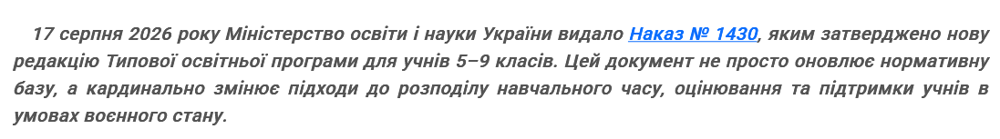 17 серпня 2026 року Міністерство освіти і науки України видало Наказ № 1430, яким затверджено нову
редакцію Типової освітньої програми для учнів 5–9 класів. Цей документ не просто оновлює нормативну
базу, а кардинально змінює підходи до розподілу навчального часу, оцінювання та підтримки учнів в
умовах воєнного стану.